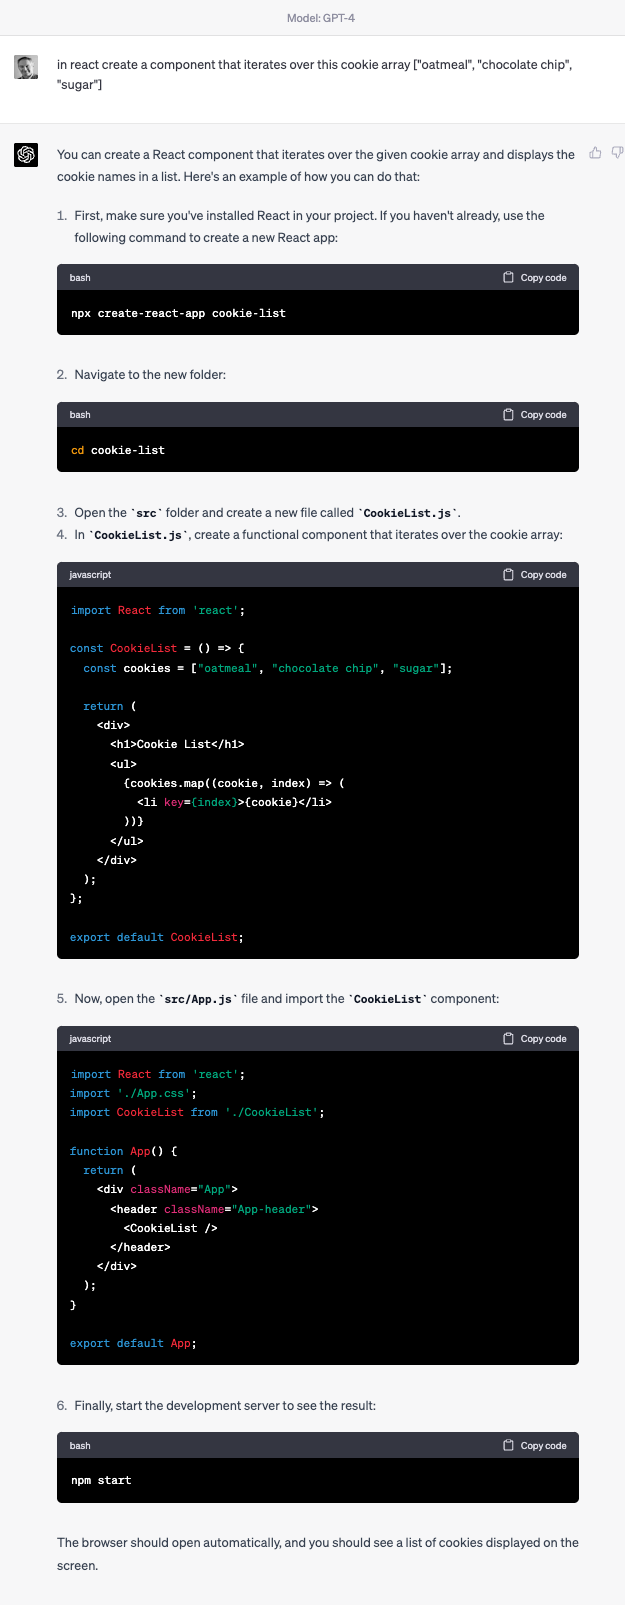 Model: GPT-4
in react create a component that iterates over this cookie array ["oatmeal", "chocolate chip",
"sugar"]
You can create a React component that iterates over the given cookie array and displays the
cookie names in a list. Here's an example of how you can do that:
1. First, make sure you've installed React in your project. If you haven't already, use the
following command to create a new React app:
bash Copy code
npx create-react-app cookie-list
2. Navigate to the new folder:
bash Copy code
cd cookie-list
3. Open the `src` folder and create a new file called `CookieList.js`.
4. In `CookieList.js`, create a functional component that iterates over the cookie array:
javascript Copy code
import React from 'react';
const CookieList = () => {
  const cookies = ["oatmeal", "chocolate chip", "sugar"];
  return (
    <div>
      <h1>Cookie List</h1>
      <ul>
        {cookies.map((cookie, index) => (
          <li key={index}>{cookie}</li>
        ))}
      </ul>
    </div>
  );
};
export default CookieList;
5. Now, open the `src/App.js` file and import the `CookieList` component:
javascript Copy code
import React from 'react';
import './App.css';
import CookieList from './CookieList';
function App() {
  return (
    <div className="App">
      <header className="App-header">
        <CookieList />
      </header>
    </div>
  );
}
export default App;
6. Finally, start the development server to see the result:
bash Copy code
npm start
The browser should open automatically, and you should see a list of cookies displayed on the
screen.